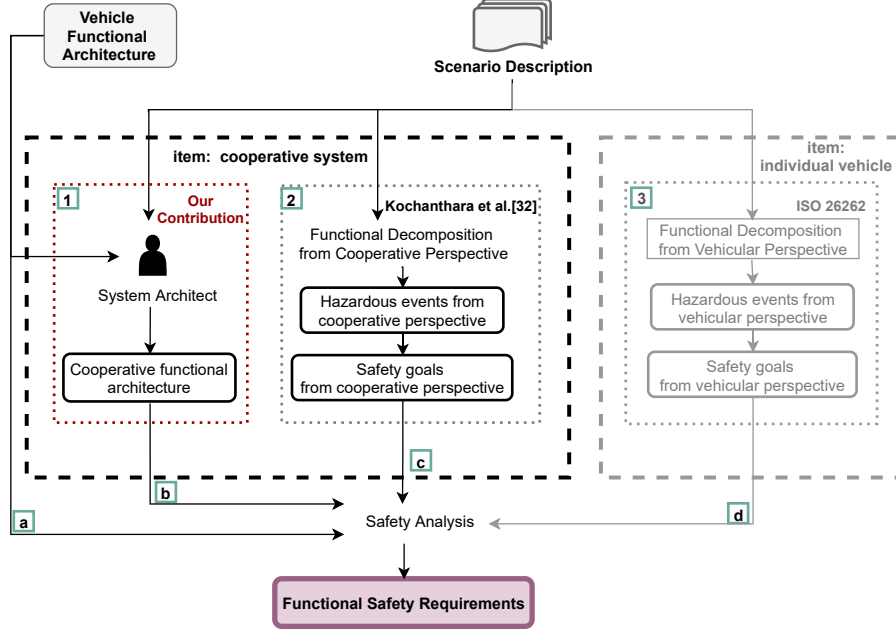 Vehicle
Functional
Architecture
Scenario Description
item: cooperative system
item:
individual vehicle
1
Our
Contribution
System Architect
Cooperative functional
architecture
2
Kochanthara et al.[32]
Functional Decomposition
from Cooperative Perspective
Hazardous events from
cooperative perspective
Safety goals
from cooperative perspective
3
ISO 26262
Functional Decomposition
from Vehicular Perspective
Hazardous events from
vehicular perspective
Safety goals
from vehicular perspective
a
b
c
d
Safety Analysis
Functional Safety Requirements